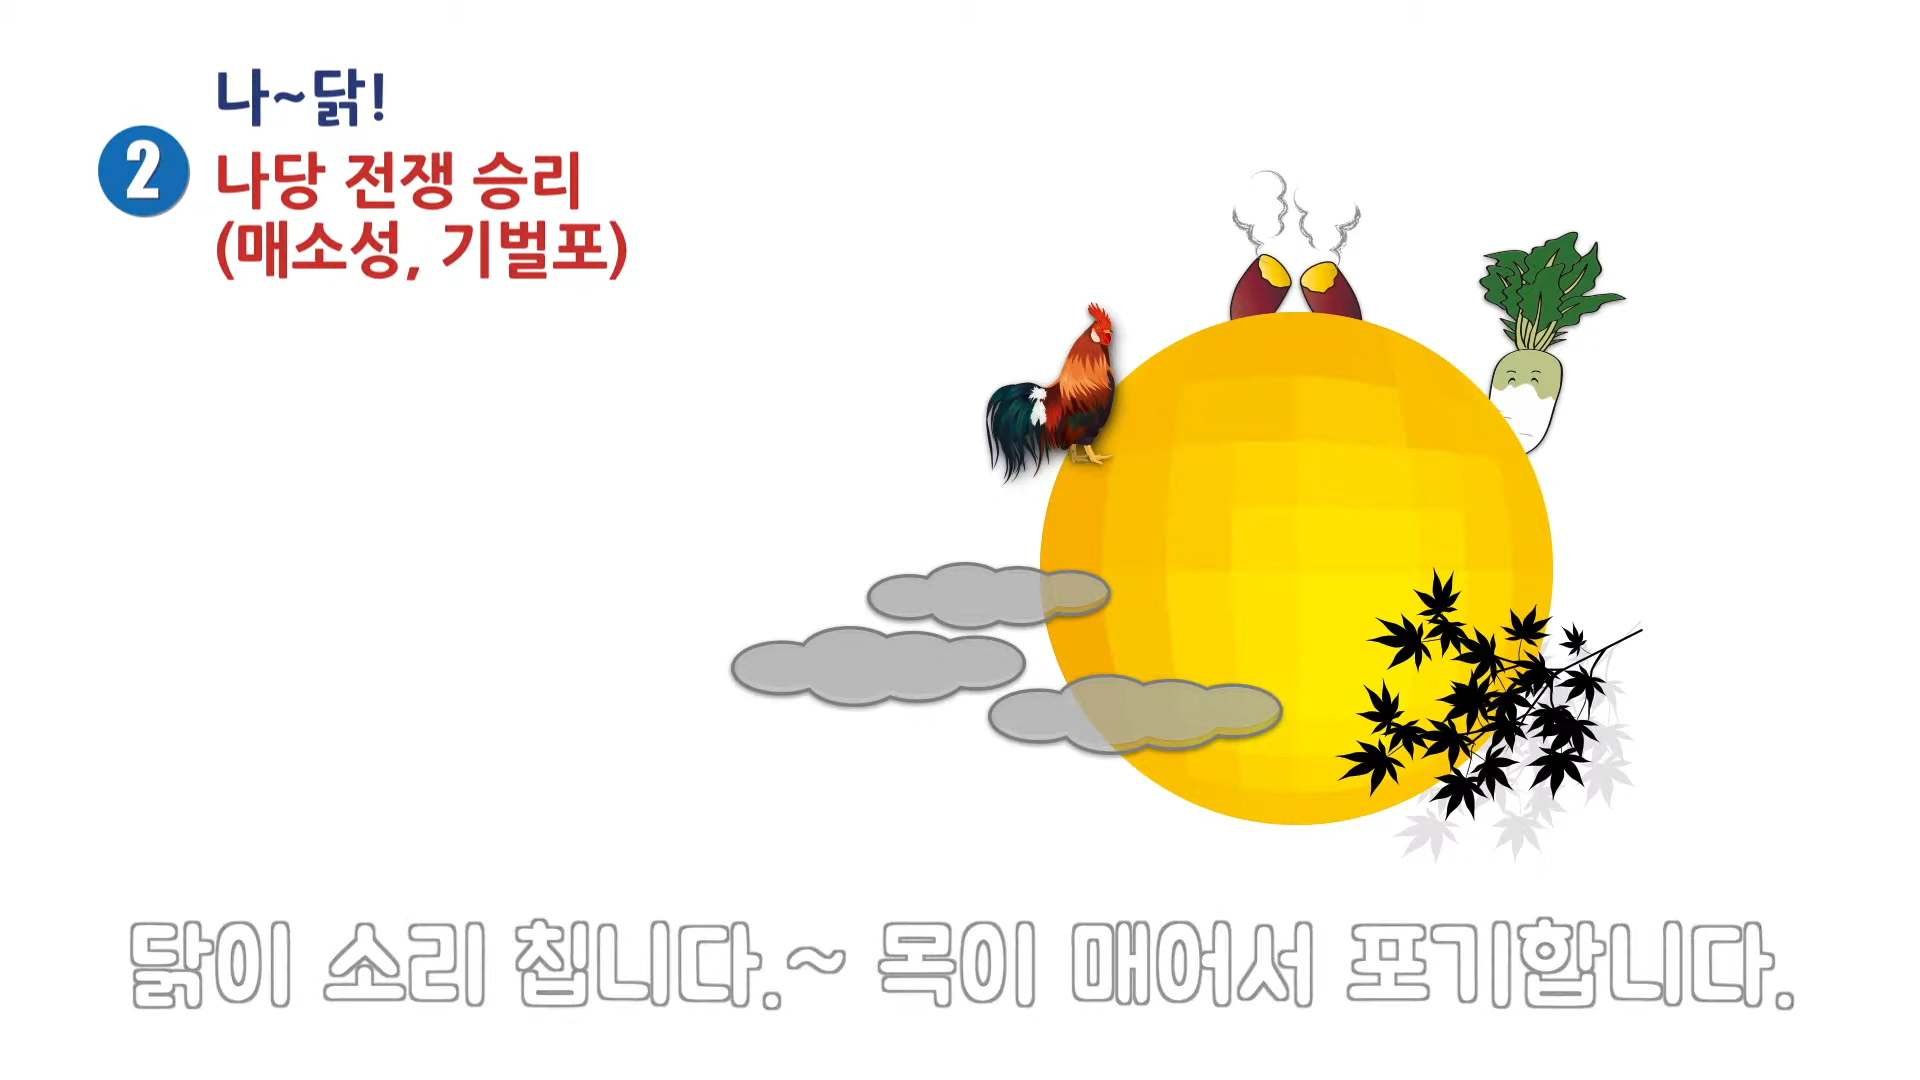 나~닭!
2
나당 전쟁 승리
(매소성, 기벌포)
닭이 소리 칩니다.~ 목이 매어서 포기합니다.